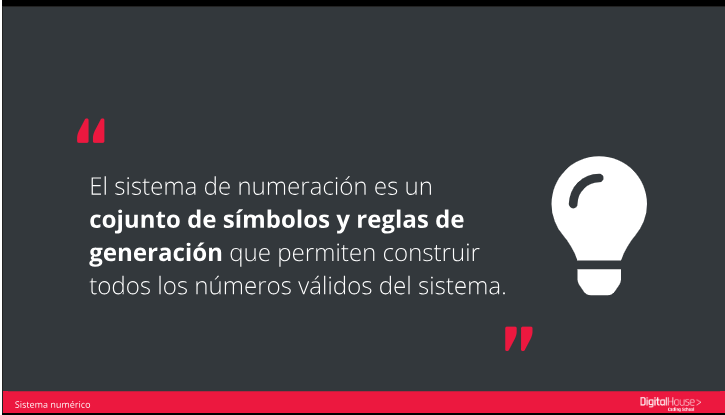 “
El sistema de numeración es un
cojunto de símbolos y reglas de
generación que permiten construir
todos los números válidos del sistema.
”
Sistema numérico
DigitalHouse>
Coding School